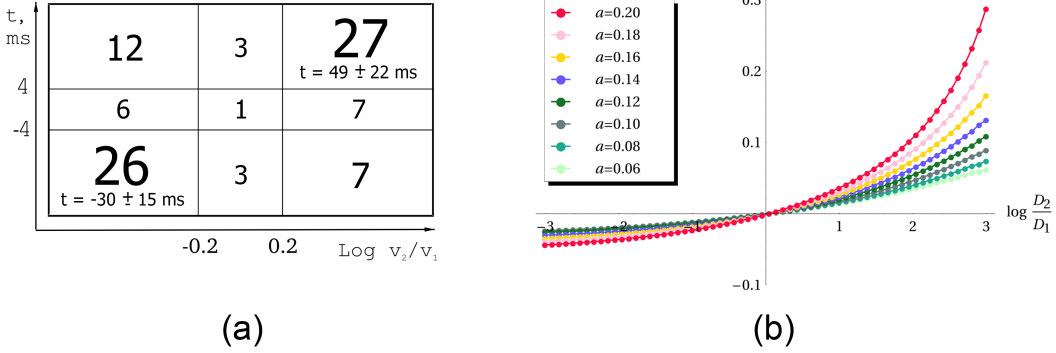 t,
ms
4
-4
12
3
27
t = 49 ± 22 ms
6
1
7
26
t = -30 ± 15 ms
3
7
-0.2
0.2
Log v₂/v₁
(a)
a=0.20
a=0.18
a=0.16
a=0.14
a=0.12
a=0.10
a=0.08
a=0.06
0.3
0.2
0.1
−0.1
−3
−2
−1
1
2
3
log D₂/D₁
(b)